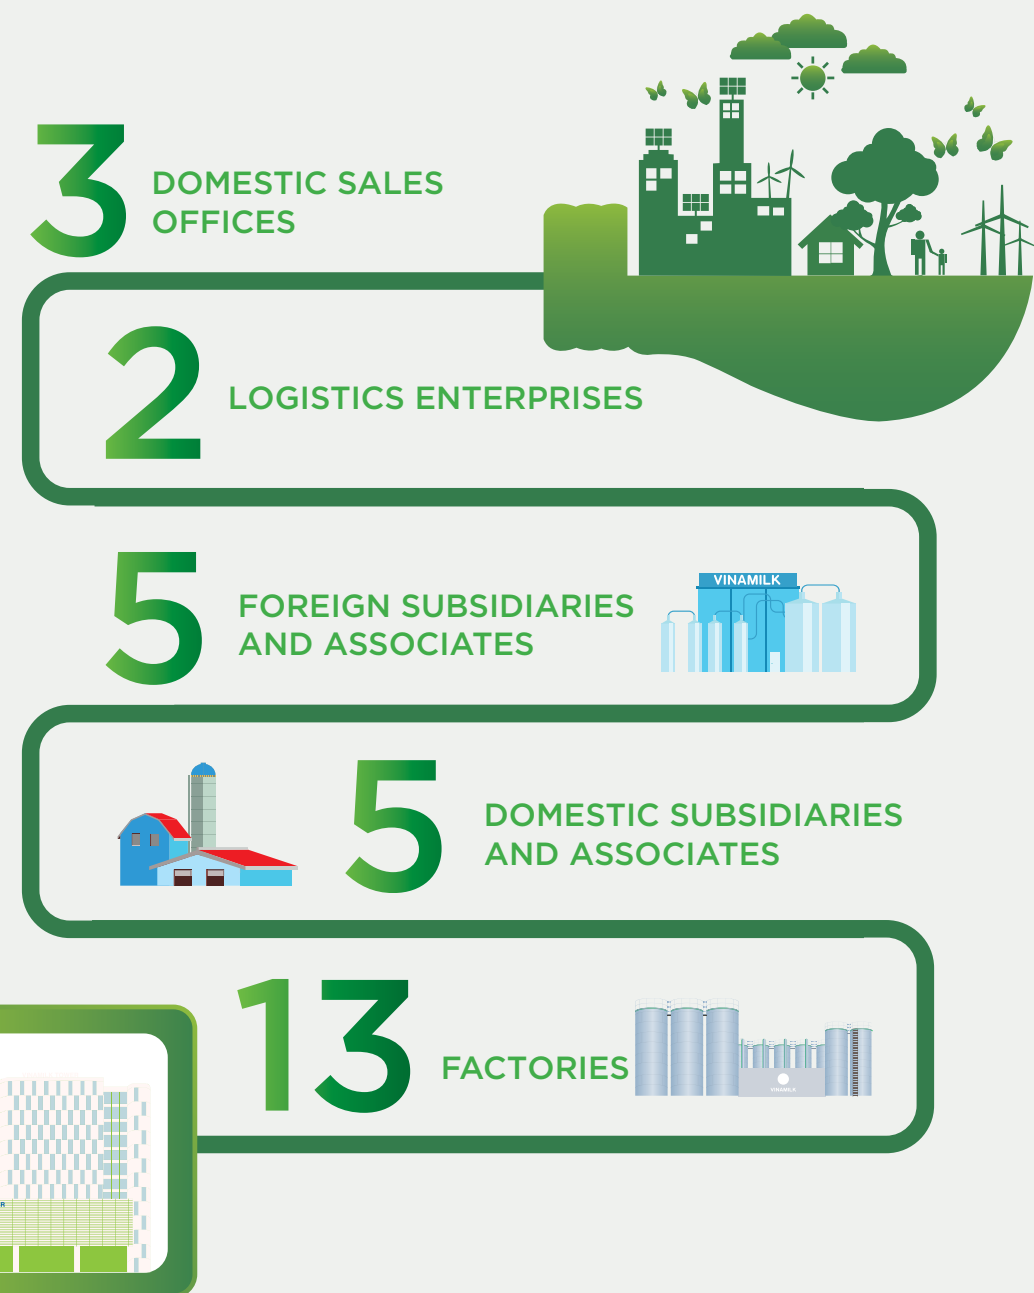 3
DOMESTIC SALES
OFFICES
2
LOGISTICS ENTERPRISES
5
FOREIGN SUBSIDIARIES
AND ASSOCIATES
VINAMILK
5
DOMESTIC SUBSIDIARIES
AND ASSOCIATES
13
FACTORIES
VINAMILK
R